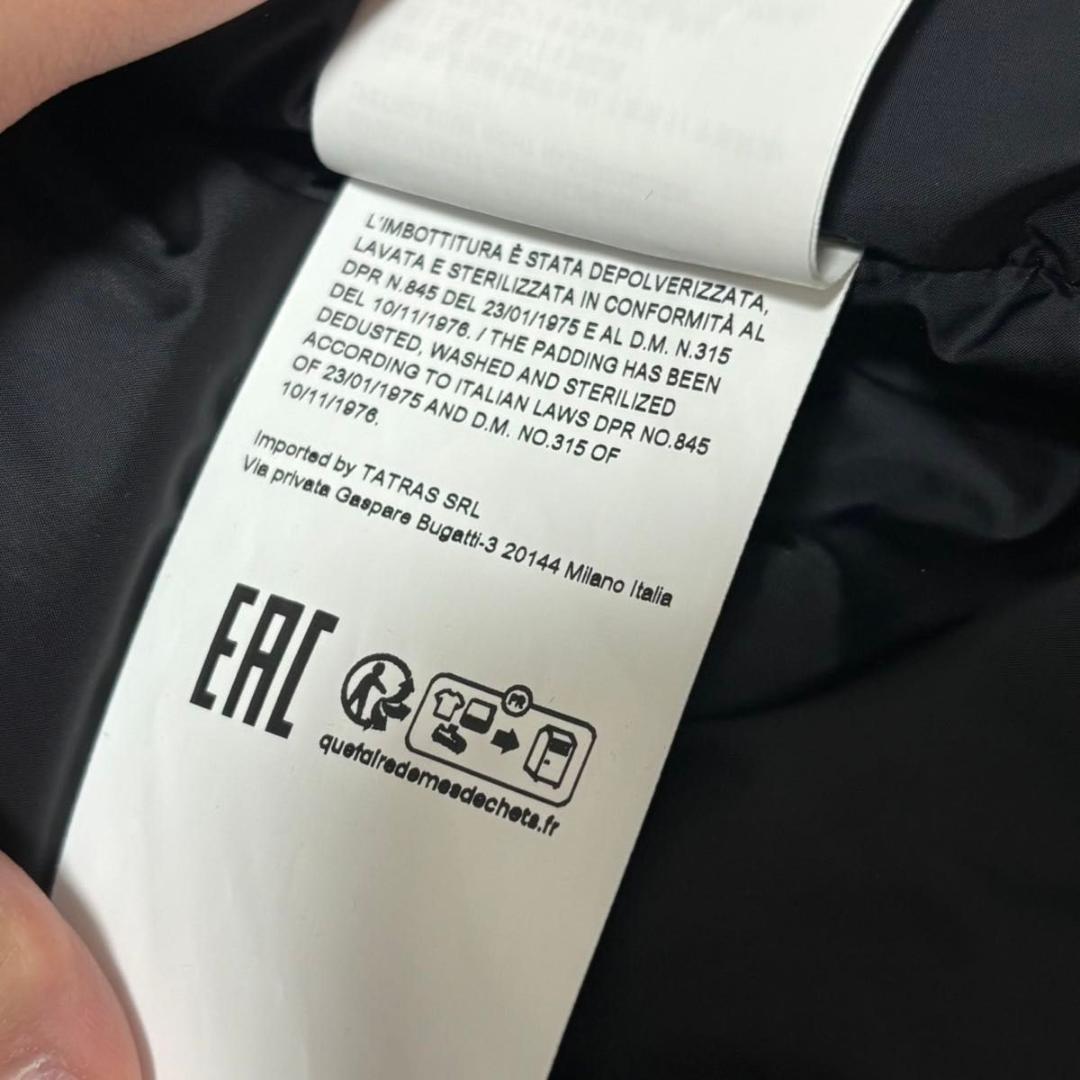 L'IMBOTTITURA È STATA DEPOLVERIZZATA,
LAVATA E STERILIZZATA IN CONFORMITÀ AL
DPR N.845 DEL 23/01/1975 E AL D.M. N.315
DEL 10/11/1976. / THE PADDING HAS BEEN
DEDUSTED, WASHED AND STERILIZED
ACCORDING TO ITALIAN LAWS DPR NO.845
OF 23/01/1975 AND D.M. NO.315 OF
10/11/1976.
Imported by TATRAS SRL
Via privata Gaspare Bugatti-3 20144 Milano Italia
EAC
FR
quefairedemesdechets.fr